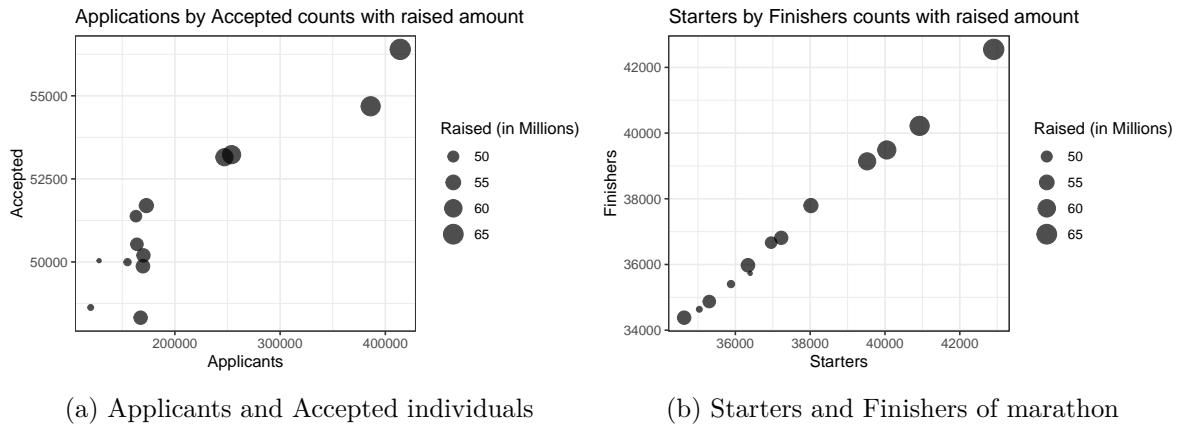 Applications by Accepted counts with raised amount
55000
52500
50000
Accepted
200000
300000
400000
Applicants
Raised (in Millions)
50
55
60
65
(a) Applicants and Accepted individuals
Starters by Finishers counts with raised amount
42000
40000
38000
36000
34000
Finishers
36000
38000
40000
42000
Starters
Raised (in Millions)
50
55
60
65
(b) Starters and Finishers of marathon